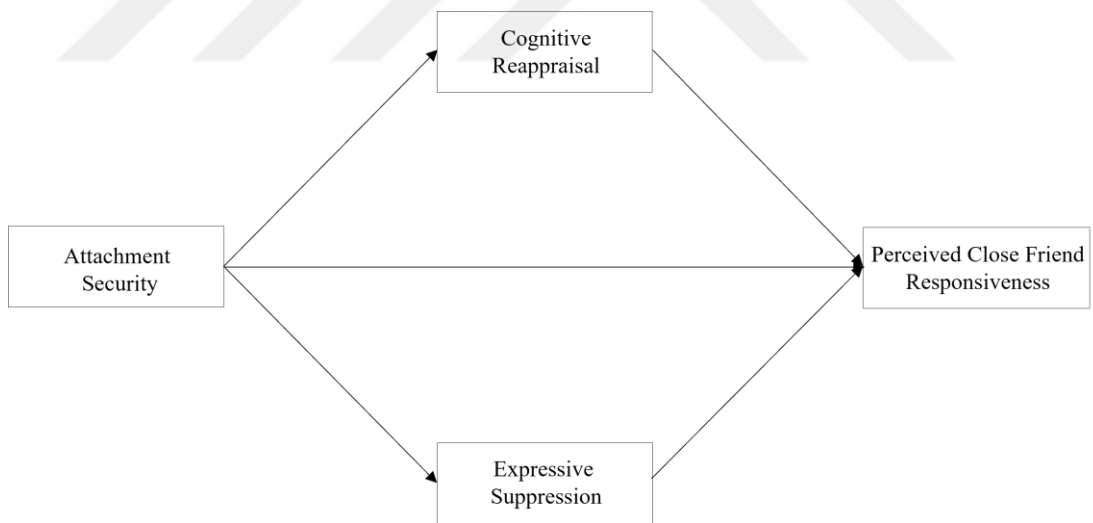 Cognitive
Reappraisal
Attachment
Security
Perceived Close Friend
Responsiveness
Expressive
Suppression